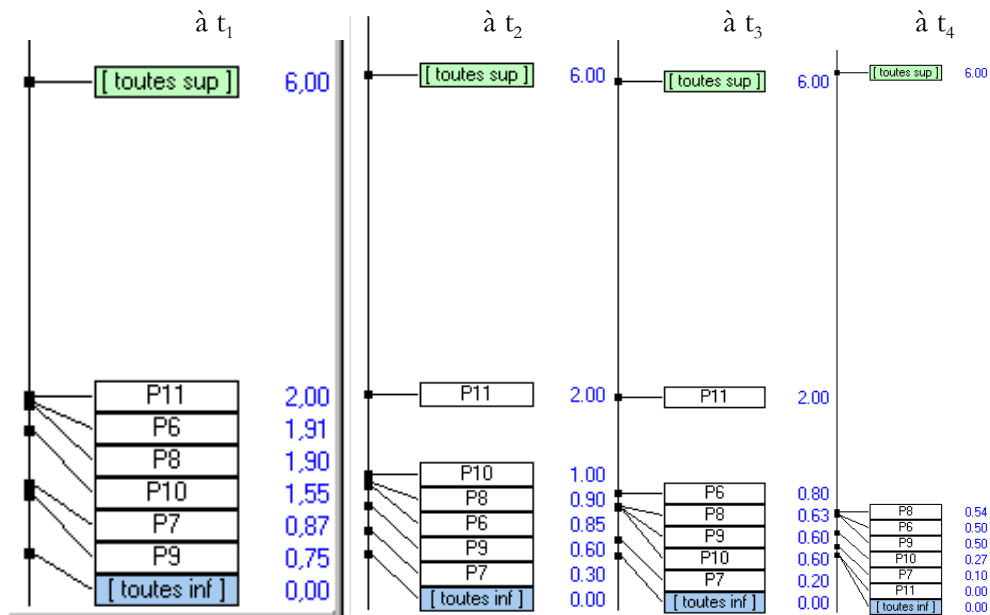 à t₁
[ toutes sup ] 6,00
P11 2,00
P6 1,91
P8 1,90
P10 1,55
P7 0,87
P9 0,75
[ toutes inf ] 0,00
à t₂
[ toutes sup ] 6.00
P11 2.00
P10 1.00
P8 0.90
P6 0.85
P9 0.60
P7 0.30
[ toutes inf ] 0.00
à t₃
[ toutes sup ] 6.00
P11 2.00
P6 0.80
P8 0.63
P9 0.60
P10 0.60
P7 0.20
[ toutes inf ] 0.00
à t₄
[ toutes sup ] 6.00
P8 0.54
P6 0.50
P9 0.50
P10 0.27
P7 0.10
P11 0.00
[ toutes inf ] 0.00